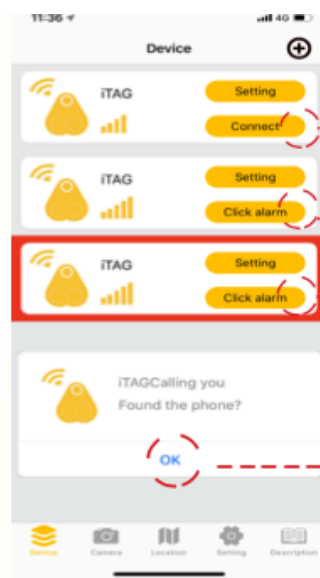 11:36
4G
Device
iTAG
Setting
Connect
iTAG
Setting
Click alarm
iTAG
Setting
Click alarm
iTAGCalling you
Found the phone?
OK
Device
Camera
Location
Setting
Description